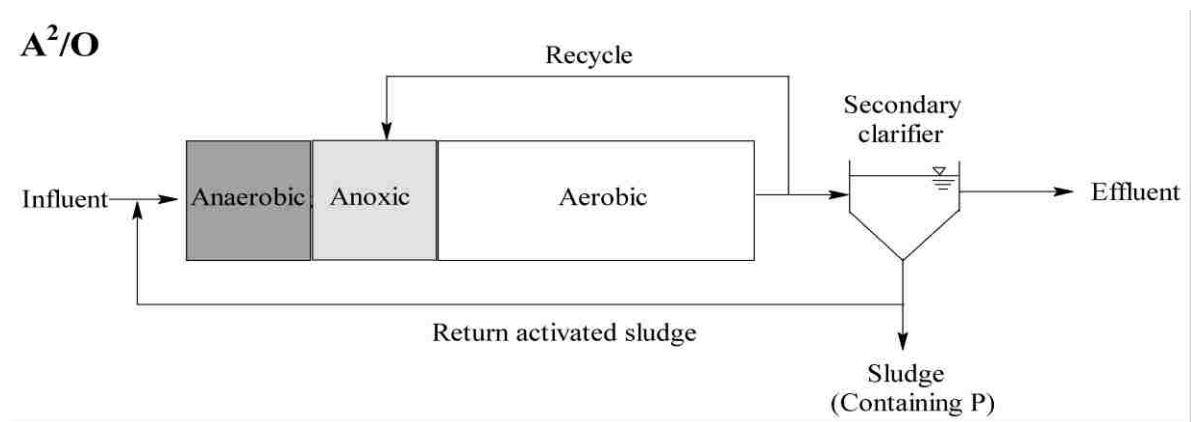 A²/O
Recycle
Secondary
clarifier
Influent
Anaerobic
Anoxic
Aerobic
Effluent
Return activated sludge
Sludge
(Containing P)